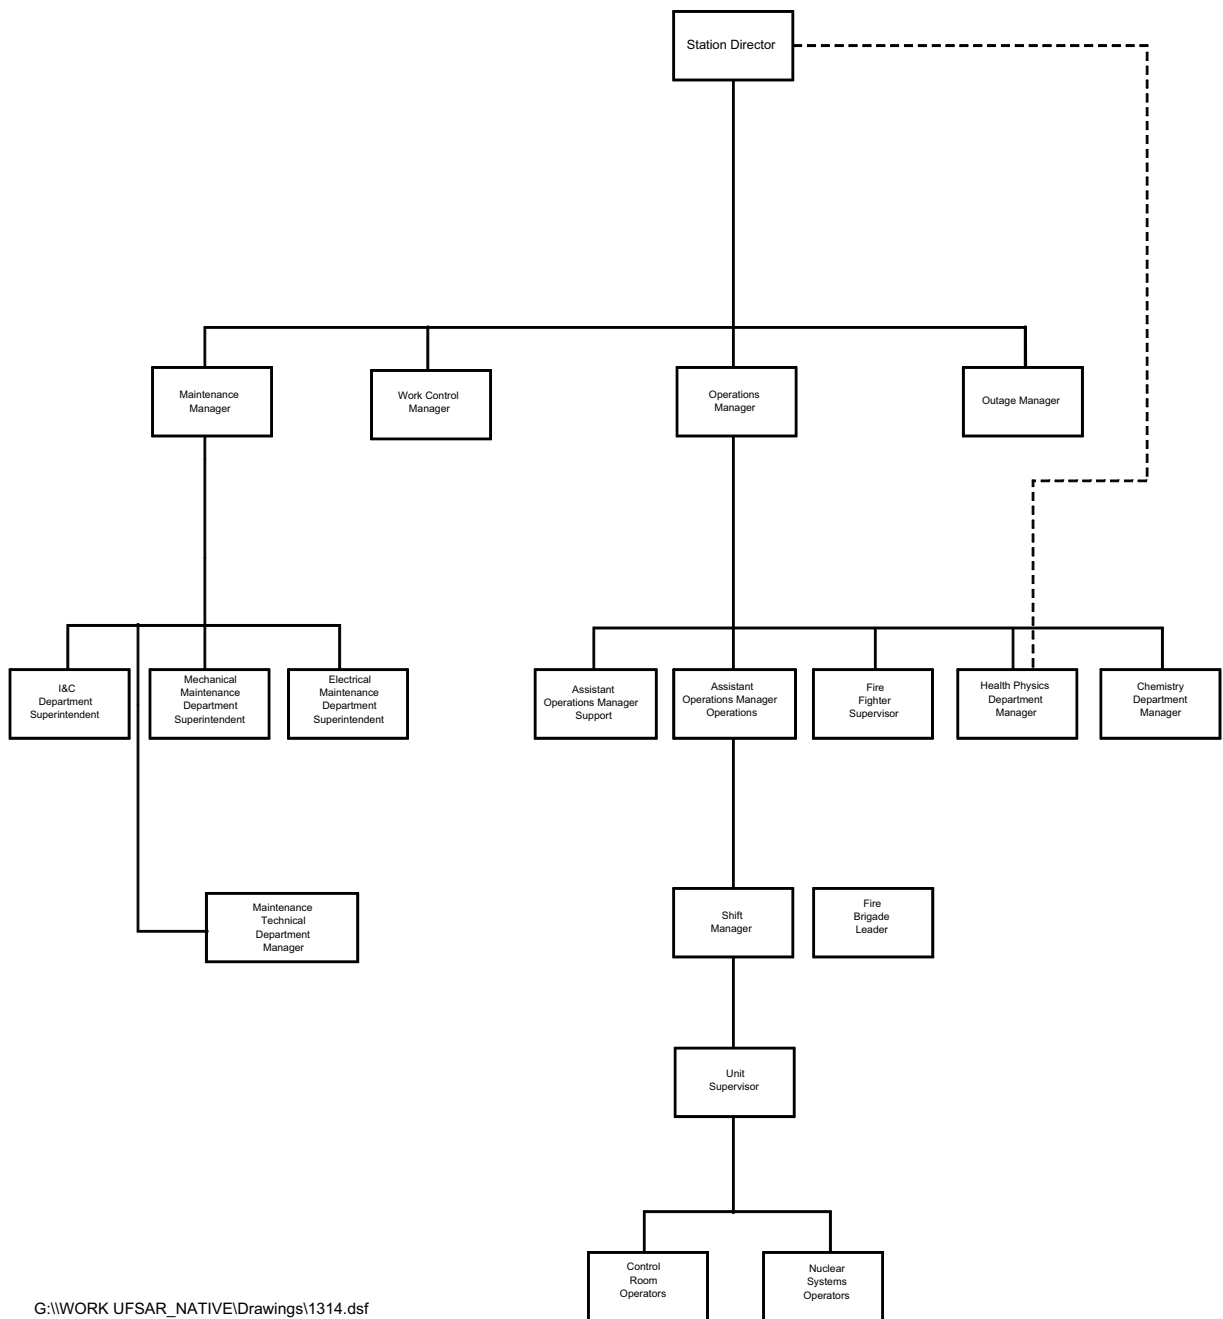 Station Director
Maintenance
Manager
Work Control
Manager
Operations
Manager
Outage Manager
I&C
Department
Superintendent
Mechanical
Maintenance
Department
Superintendent
Electrical
Maintenance
Department
Superintendent
Assistant
Operations Manager
Support
Assistant
Operations Manager
Operations
Fire
Fighter
Supervisor
Health Physics
Department
Manager
Chemistry
Department
Manager
Maintenance
Technical
Department
Manager
Shift
Manager
Fire
Brigade
Leader
Unit
Supervisor
Control
Room
Operators
Nuclear
Systems
Operators
G:\\WORK UFSAR_NATIVE\Drawings\1314.dsf